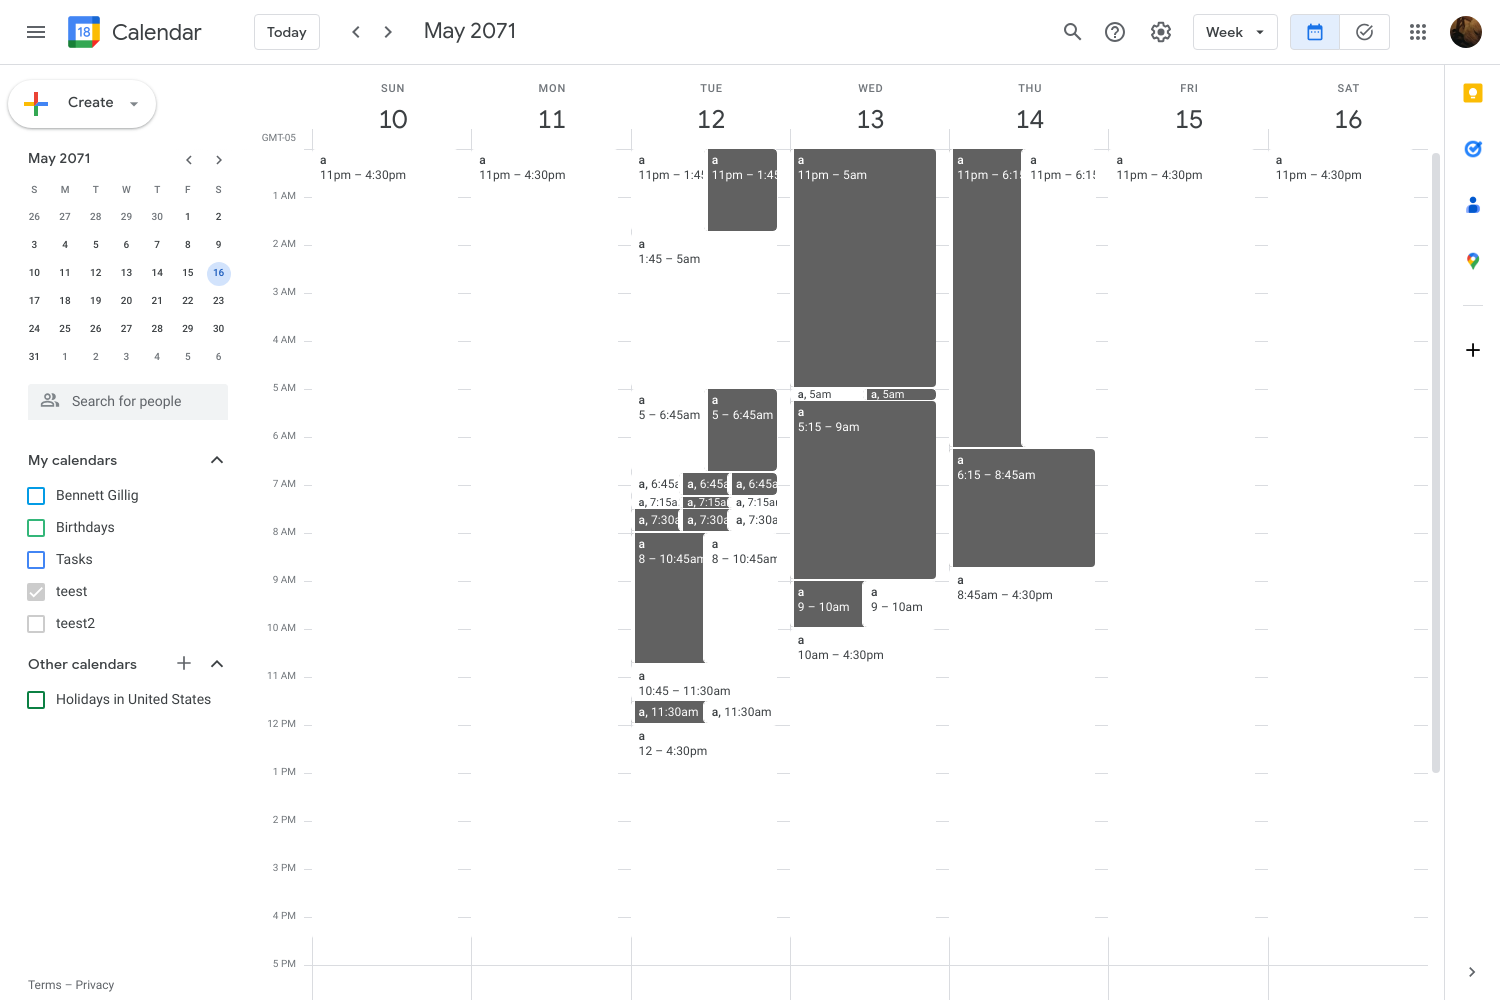 18 Calendar Today May 2071 Week
Create
May 2071
S M T W T F S
26 27 28 29 30 1 2
3 4 5 6 7 8 9
10 11 12 13 14 15 16
17 18 19 20 21 22 23
24 25 26 27 28 29 30
31 1 2 3 4 5 6
Search for people
My calendars
Bennett Gillig
Birthdays
Tasks
teest
teest2
Other calendars
Holidays in United States
Terms – Privacy
GMT-05
1 AM
2 AM
3 AM
4 AM
5 AM
6 AM
7 AM
8 AM
9 AM
10 AM
11 AM
12 PM
1 PM
2 PM
3 PM
4 PM
5 PM
SUN
10
a
11pm – 4:30pm
MON
11
a
11pm – 4:30pm
TUE
12
a
11pm – 1:45
a
11pm – 1:45
a
1:45 – 5am
a
5 – 6:45am
a
5 – 6:45am
a, 6:45a
a, 6:45a
a, 6:45a
a, 7:15a
a, 7:15a
a, 7:15a
a, 7:30a
a, 7:30a
a, 7:30a
a
8 – 10:45am
a
8 – 10:45am
a
10:45 – 11:30am
a, 11:30am
a, 11:30am
a
12 – 4:30pm
WED
13
a
11pm – 5am
a, 5am
a, 5am
a
5:15 – 9am
a
9 – 10am
a
9 – 10am
a
10am – 4:30pm
THU
14
a
11pm – 6:15
a
11pm – 6:15
a
6:15 – 8:45am
a
8:45am – 4:30pm
FRI
15
a
11pm – 4:30pm
SAT
16
a
11pm – 4:30pm